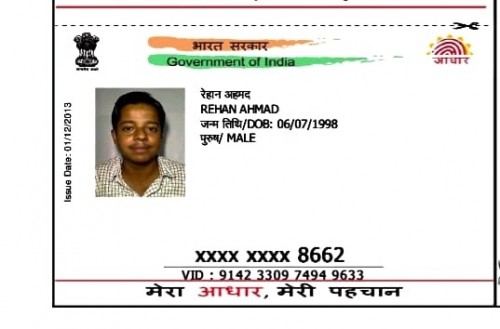 भारत सरकार
Government of India
आधार
Issue Date: 01/12/2013
रेहान अहमद
REHAN AHMAD
जन्म तिथि/DOB: 06/07/1998
पुरुष/ MALE
xxxx xxxx 8662
VID : 9142 3309 7494 9633
मेरा आधार, मेरी पहचान